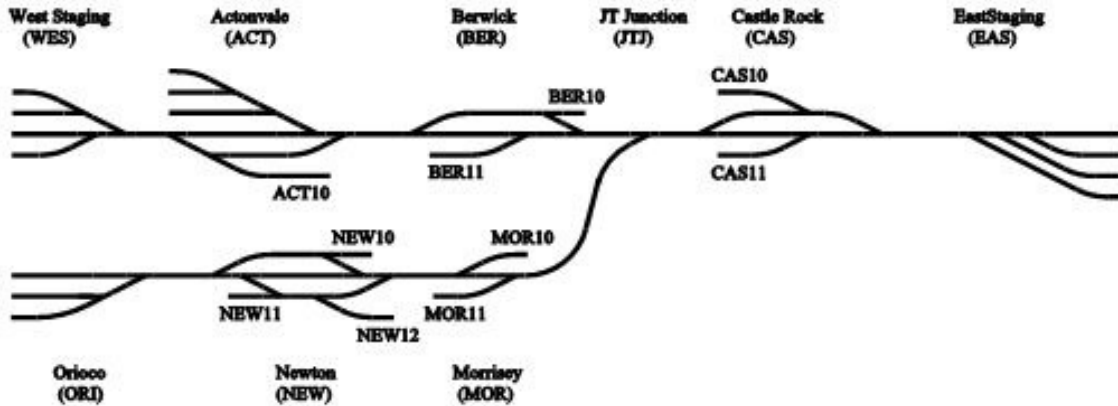 West Staging Actonvale Berwick JT Junction Castle Rock EastStaging
(WES) (ACT) (BER) (JTJ) (CAS) (EAS)
CAS10
BER10
BER11 CAS11
ACT10
NEW10 MOR10
NEW11 MOR11
NEW12
Orioco Newton Morrisey
(ORI) (NEW) (MOR)